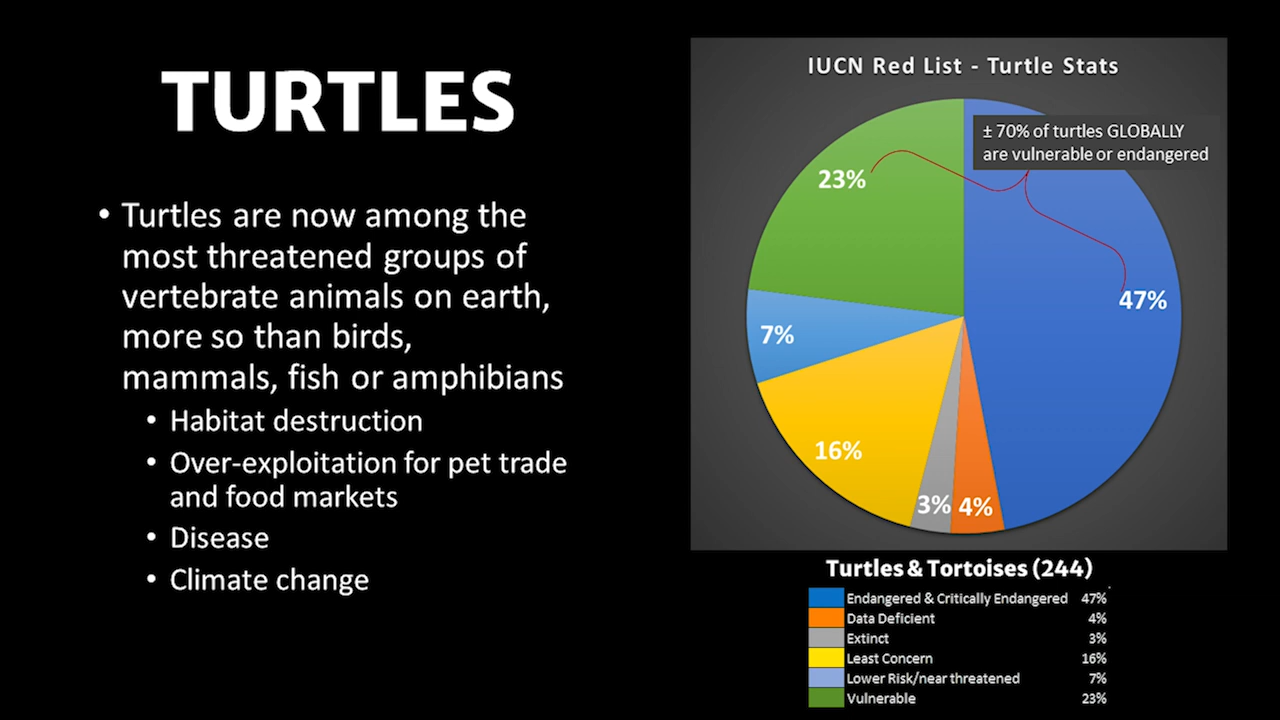 TURTLES
• Turtles are now among the
most threatened groups of
vertebrate animals on earth,
more so than birds,
mammals, fish or amphibians
• Habitat destruction
• Over-exploitation for pet trade
and food markets
• Disease
• Climate change
IUCN Red List - Turtle Stats
± 70% of turtles GLOBALLY
are vulnerable or endangered
23%
47%
7%
16%
3%
4%
Turtles & Tortoises (244)
Endangered & Critically Endangered 47%
Data Deficient 4%
Extinct 3%
Least Concern 16%
Lower Risk/near threatened 7%
Vulnerable 23%